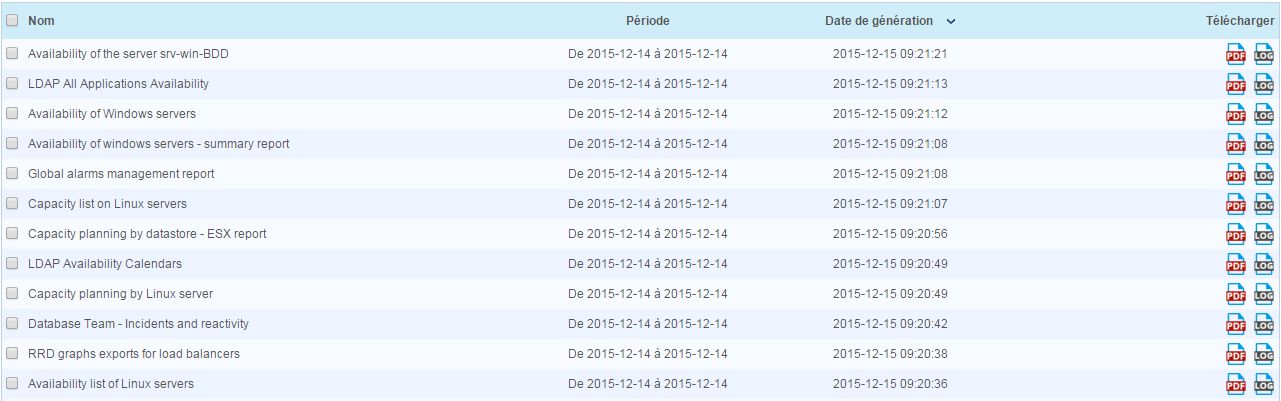 Nom Période Date de génération Télécharger
Availability of the server srv-win-BDD De 2015-12-14 à 2015-12-14 2015-12-15 09:21:21 PDF LOG
LDAP All Applications Availability De 2015-12-14 à 2015-12-14 2015-12-15 09:21:13 PDF LOG
Availability of Windows servers De 2015-12-14 à 2015-12-14 2015-12-15 09:21:12 PDF LOG
Availability of windows servers - summary report De 2015-12-14 à 2015-12-14 2015-12-15 09:21:08 PDF LOG
Global alarms management report De 2015-12-14 à 2015-12-14 2015-12-15 09:21:08 PDF LOG
Capacity list on Linux servers De 2015-12-14 à 2015-12-14 2015-12-15 09:21:07 PDF LOG
Capacity planning by datastore - ESX report De 2015-12-14 à 2015-12-14 2015-12-15 09:20:56 PDF LOG
LDAP Availability Calendars De 2015-12-14 à 2015-12-14 2015-12-15 09:20:49 PDF LOG
Capacity planning by Linux server De 2015-12-14 à 2015-12-14 2015-12-15 09:20:49 PDF LOG
Database Team - Incidents and reactivity De 2015-12-14 à 2015-12-14 2015-12-15 09:20:42 PDF LOG
RRD graphs exports for load balancers De 2015-12-14 à 2015-12-14 2015-12-15 09:20:38 PDF LOG
Availability list of Linux servers De 2015-12-14 à 2015-12-14 2015-12-15 09:20:36 PDF LOG